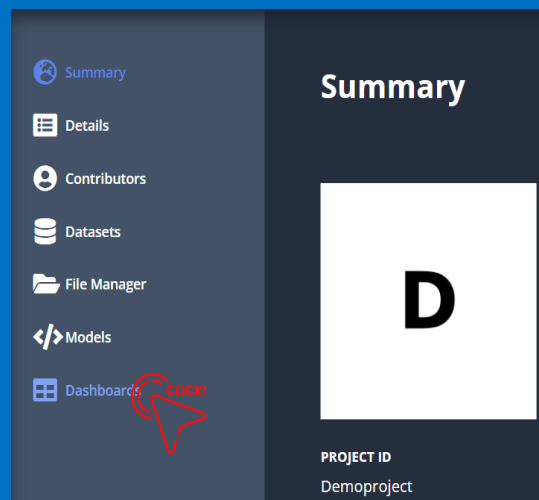 Summary
Details
Contributors
Datasets
File Manager
Models
Dashboards
CLICK!
Summary
D
PROJECT ID
Demoproject